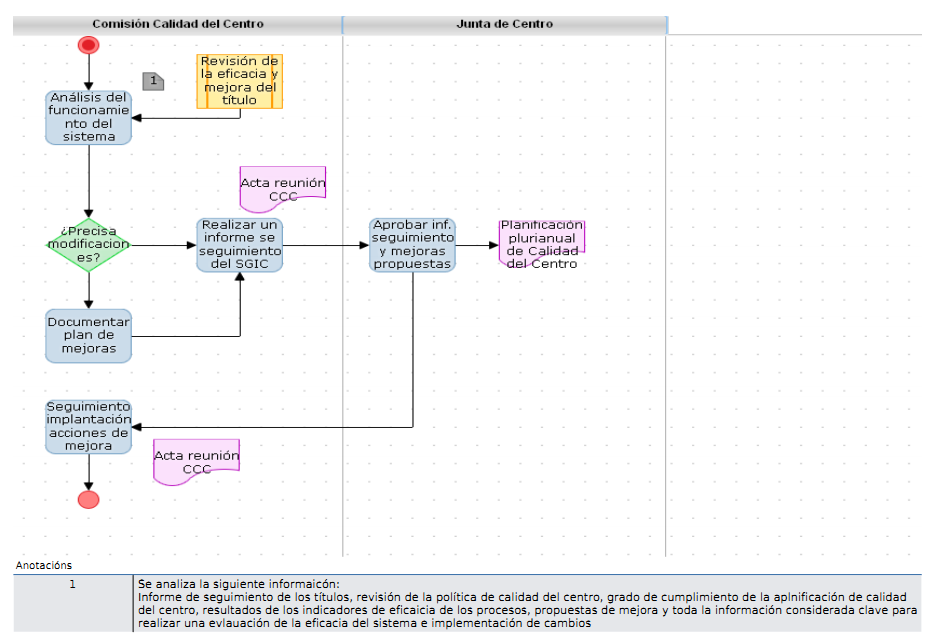 Comisión Calidad del Centro
Junta de Centro
1
Revisión de
la eficacia y
mejora del
título
Análisis del
funcionamie
nto del
sistema
Acta reunión
CCC
¿Precisa
modificacion
es?
Realizar un
informe se
seguimiento
del SGIC
Aprobar inf.
seguimiento
y mejoras
propuestas
Planificación
plurianual
de Calidad
del Centro
Documentar
plan de
mejoras
Seguimiento
implantación
acciones de
mejora
Acta reunión
CCC
Anotacións
1
Se analiza la siguiente informaicón:
Informe de seguimiento de los títulos, revisión de la política de calidad del centro, grado de cumplimiento de la aplnificación de calidad
del centro, resultados de los indicadores de eficaicia de los procesos, propuestas de mejora y toda la información considerada clave para
realizar una evlauación de la eficacia del sistema e implementación de cambios